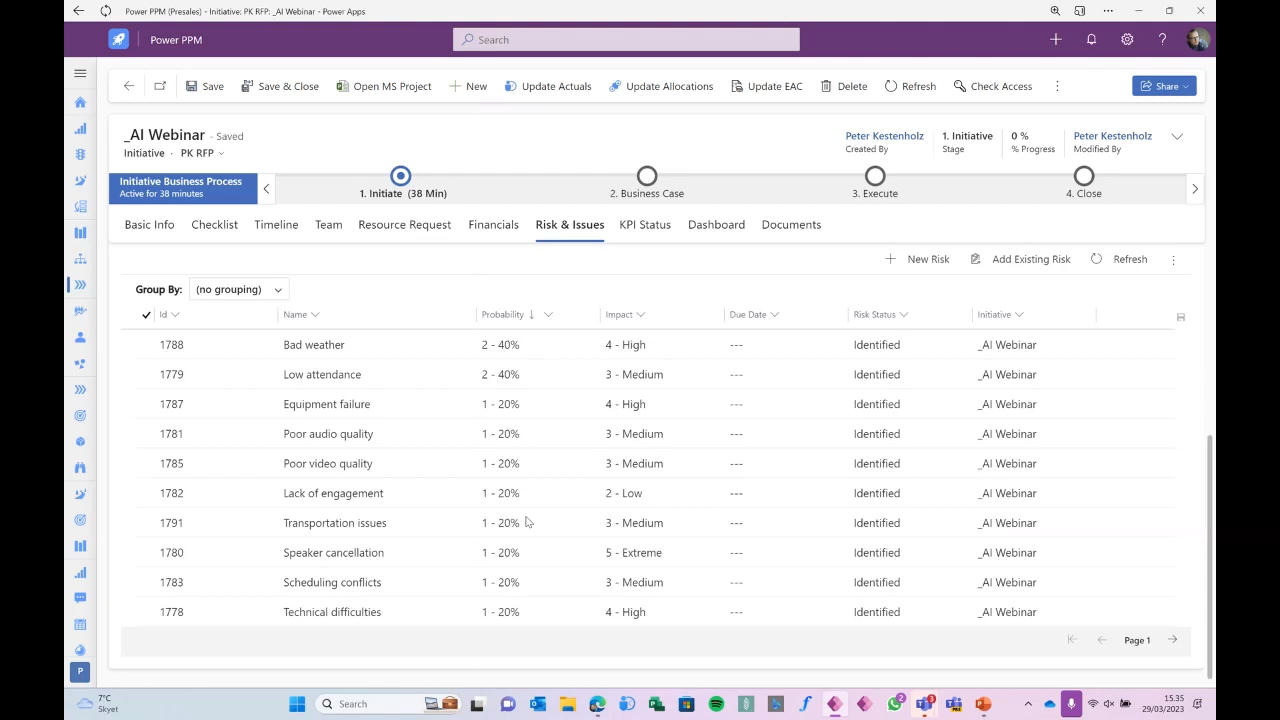 Power PPM (Presales) - Initiative: PK RFP: _AI Webinar - Power Apps
Power PPM
Search
Save
Save & Close
Open MS Project
New
Update Actuals
Update Allocations
Update EAC
Delete
Refresh
Check Access
Share
_AI Webinar - Saved
Initiative · PK RFP
Peter Kestenholz
Created By
1. Initiative
Stage
0 %
% Progress
Peter Kestenholz
Modified By
Initiative Business Process
Active for 38 minutes
1. Initiate (38 Min)
2. Business Case
3. Execute
4. Close
Basic Info Checklist Timeline Team Resource Request Financials Risk & Issues KPI Status Dashboard Documents
New Risk Add Existing Risk Refresh
Group By: (no grouping)
Id Name Probability ↓ Impact Due Date Risk Status Initiative
1788 Bad weather 2 - 40% 4 - High --- Identified _AI Webinar
1779 Low attendance 2 - 40% 3 - Medium --- Identified _AI Webinar
1787 Equipment failure 1 - 20% 4 - High --- Identified _AI Webinar
1781 Poor audio quality 1 - 20% 3 - Medium --- Identified _AI Webinar
1785 Poor video quality 1 - 20% 3 - Medium --- Identified _AI Webinar
1782 Lack of engagement 1 - 20% 2 - Low --- Identified _AI Webinar
1791 Transportation issues 1 - 20% 3 - Medium --- Identified _AI Webinar
1780 Speaker cancellation 1 - 20% 5 - Extreme --- Identified _AI Webinar
1783 Scheduling conflicts 1 - 20% 3 - Medium --- Identified _AI Webinar
1778 Technical difficulties 1 - 20% 4 - High --- Identified _AI Webinar
Page 1
P
7°C
Skyet
Search
2
3
15.35
29/03/2023